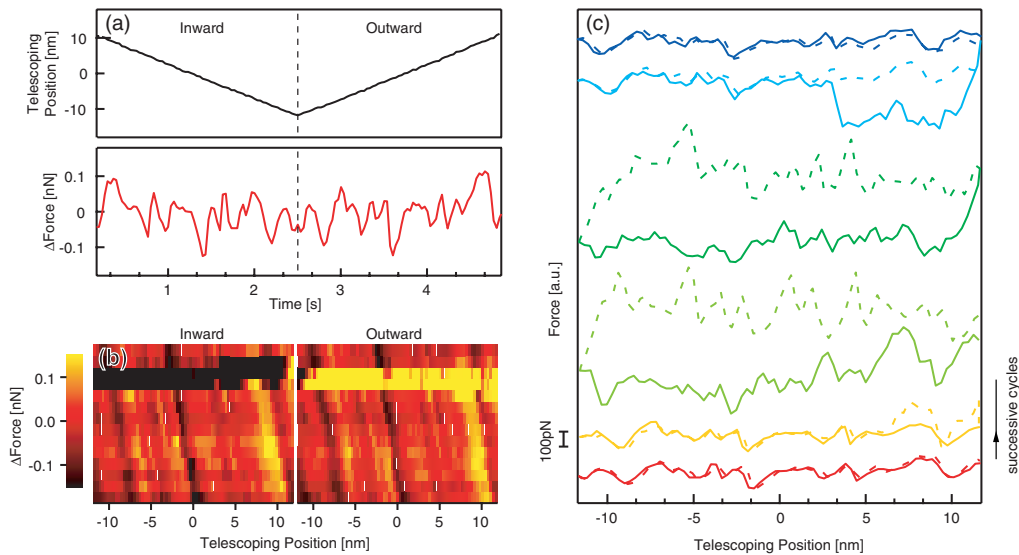 (a)
Inward
Outward
Telescoping
Position [nm]
10
0
-10
ΔForce [nN]
0.1
0
-0.1
1
2
3
4
Time [s]
(b)
Inward
Outward
ΔForce [nN]
0.1
0.0
-0.1
-10
-5
0
5
10
-10
-5
0
5
10
Telescoping Position [nm]
(c)
Force [a.u.]
100pN
successive cycles
-10
-5
0
5
10
Telescoping Position [nm]